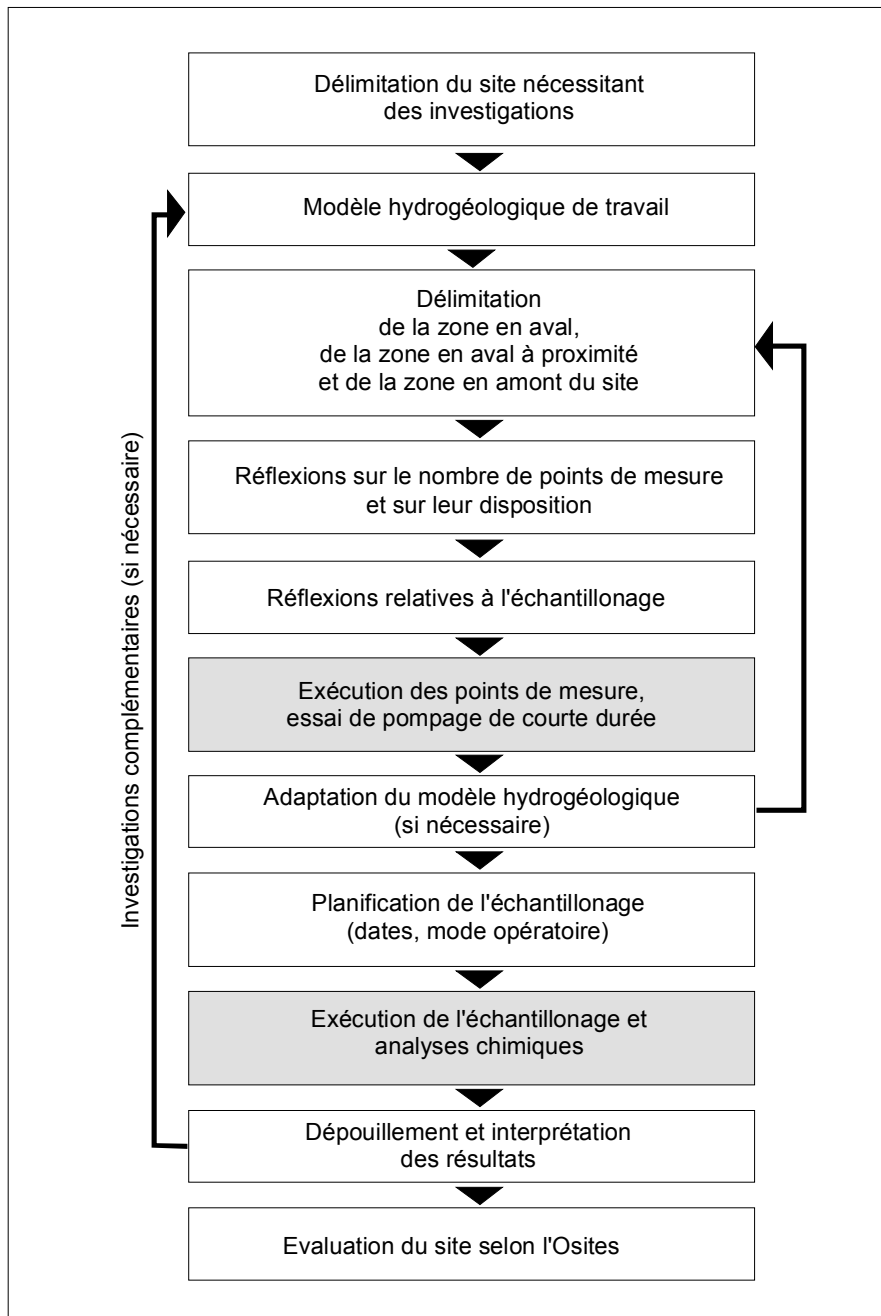 Délimitation du site nécessitant
des investigations
Modèle hydrogéologique de travail
Délimitation
de la zone en aval,
de la zone en aval à proximité
et de la zone en amont du site
Réflexions sur le nombre de points de mesure
et sur leur disposition
Réflexions relatives à l'échantillonage
Exécution des points de mesure,
essai de pompage de courte durée
Adaptation du modèle hydrogéologique
(si nécessaire)
Planification de l'échantillonage
(dates, mode opératoire)
Exécution de l'échantillonage et
analyses chimiques
Dépouillement et interprétation
des résultats
Evaluation du site selon l'Osites
Investigations complémentaires (si nécessaire)